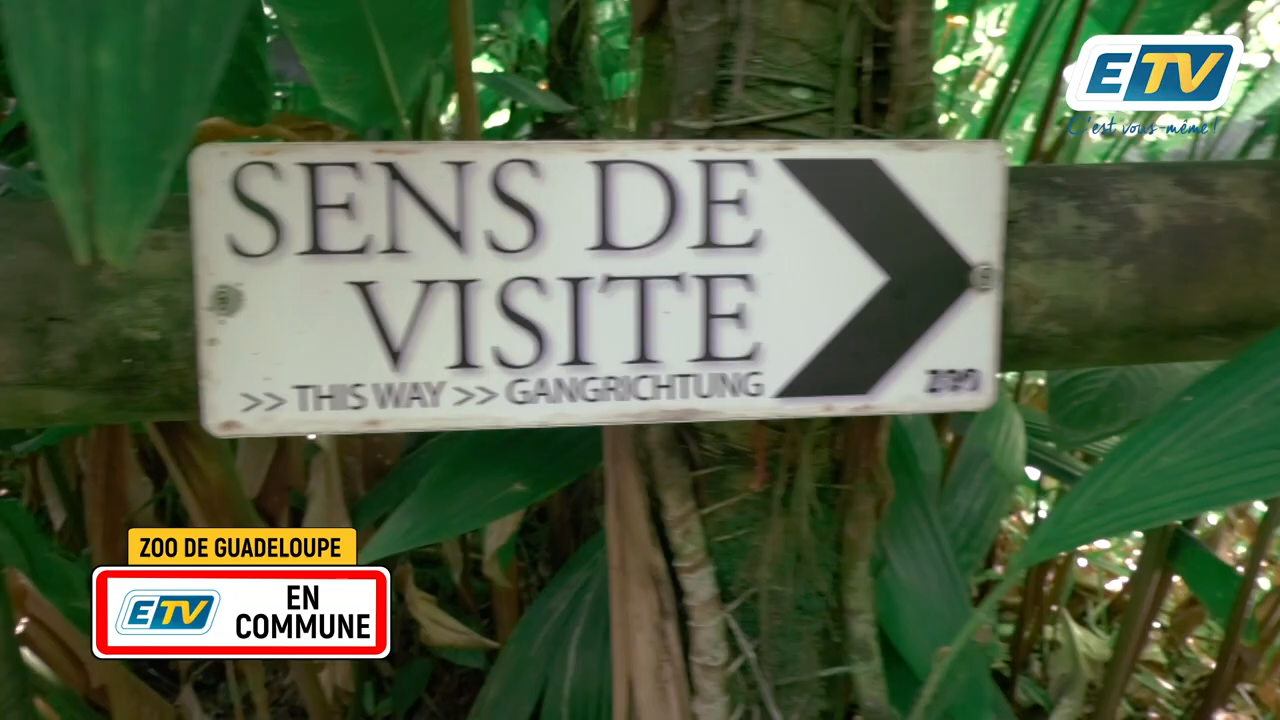 ETV
C'est vous-même !
SENS DE
VISITE
>> THIS WAY >> GANGRICHTUNG
ZOO
ZOO DE GUADELOUPE
ETV
EN
COMMUNE